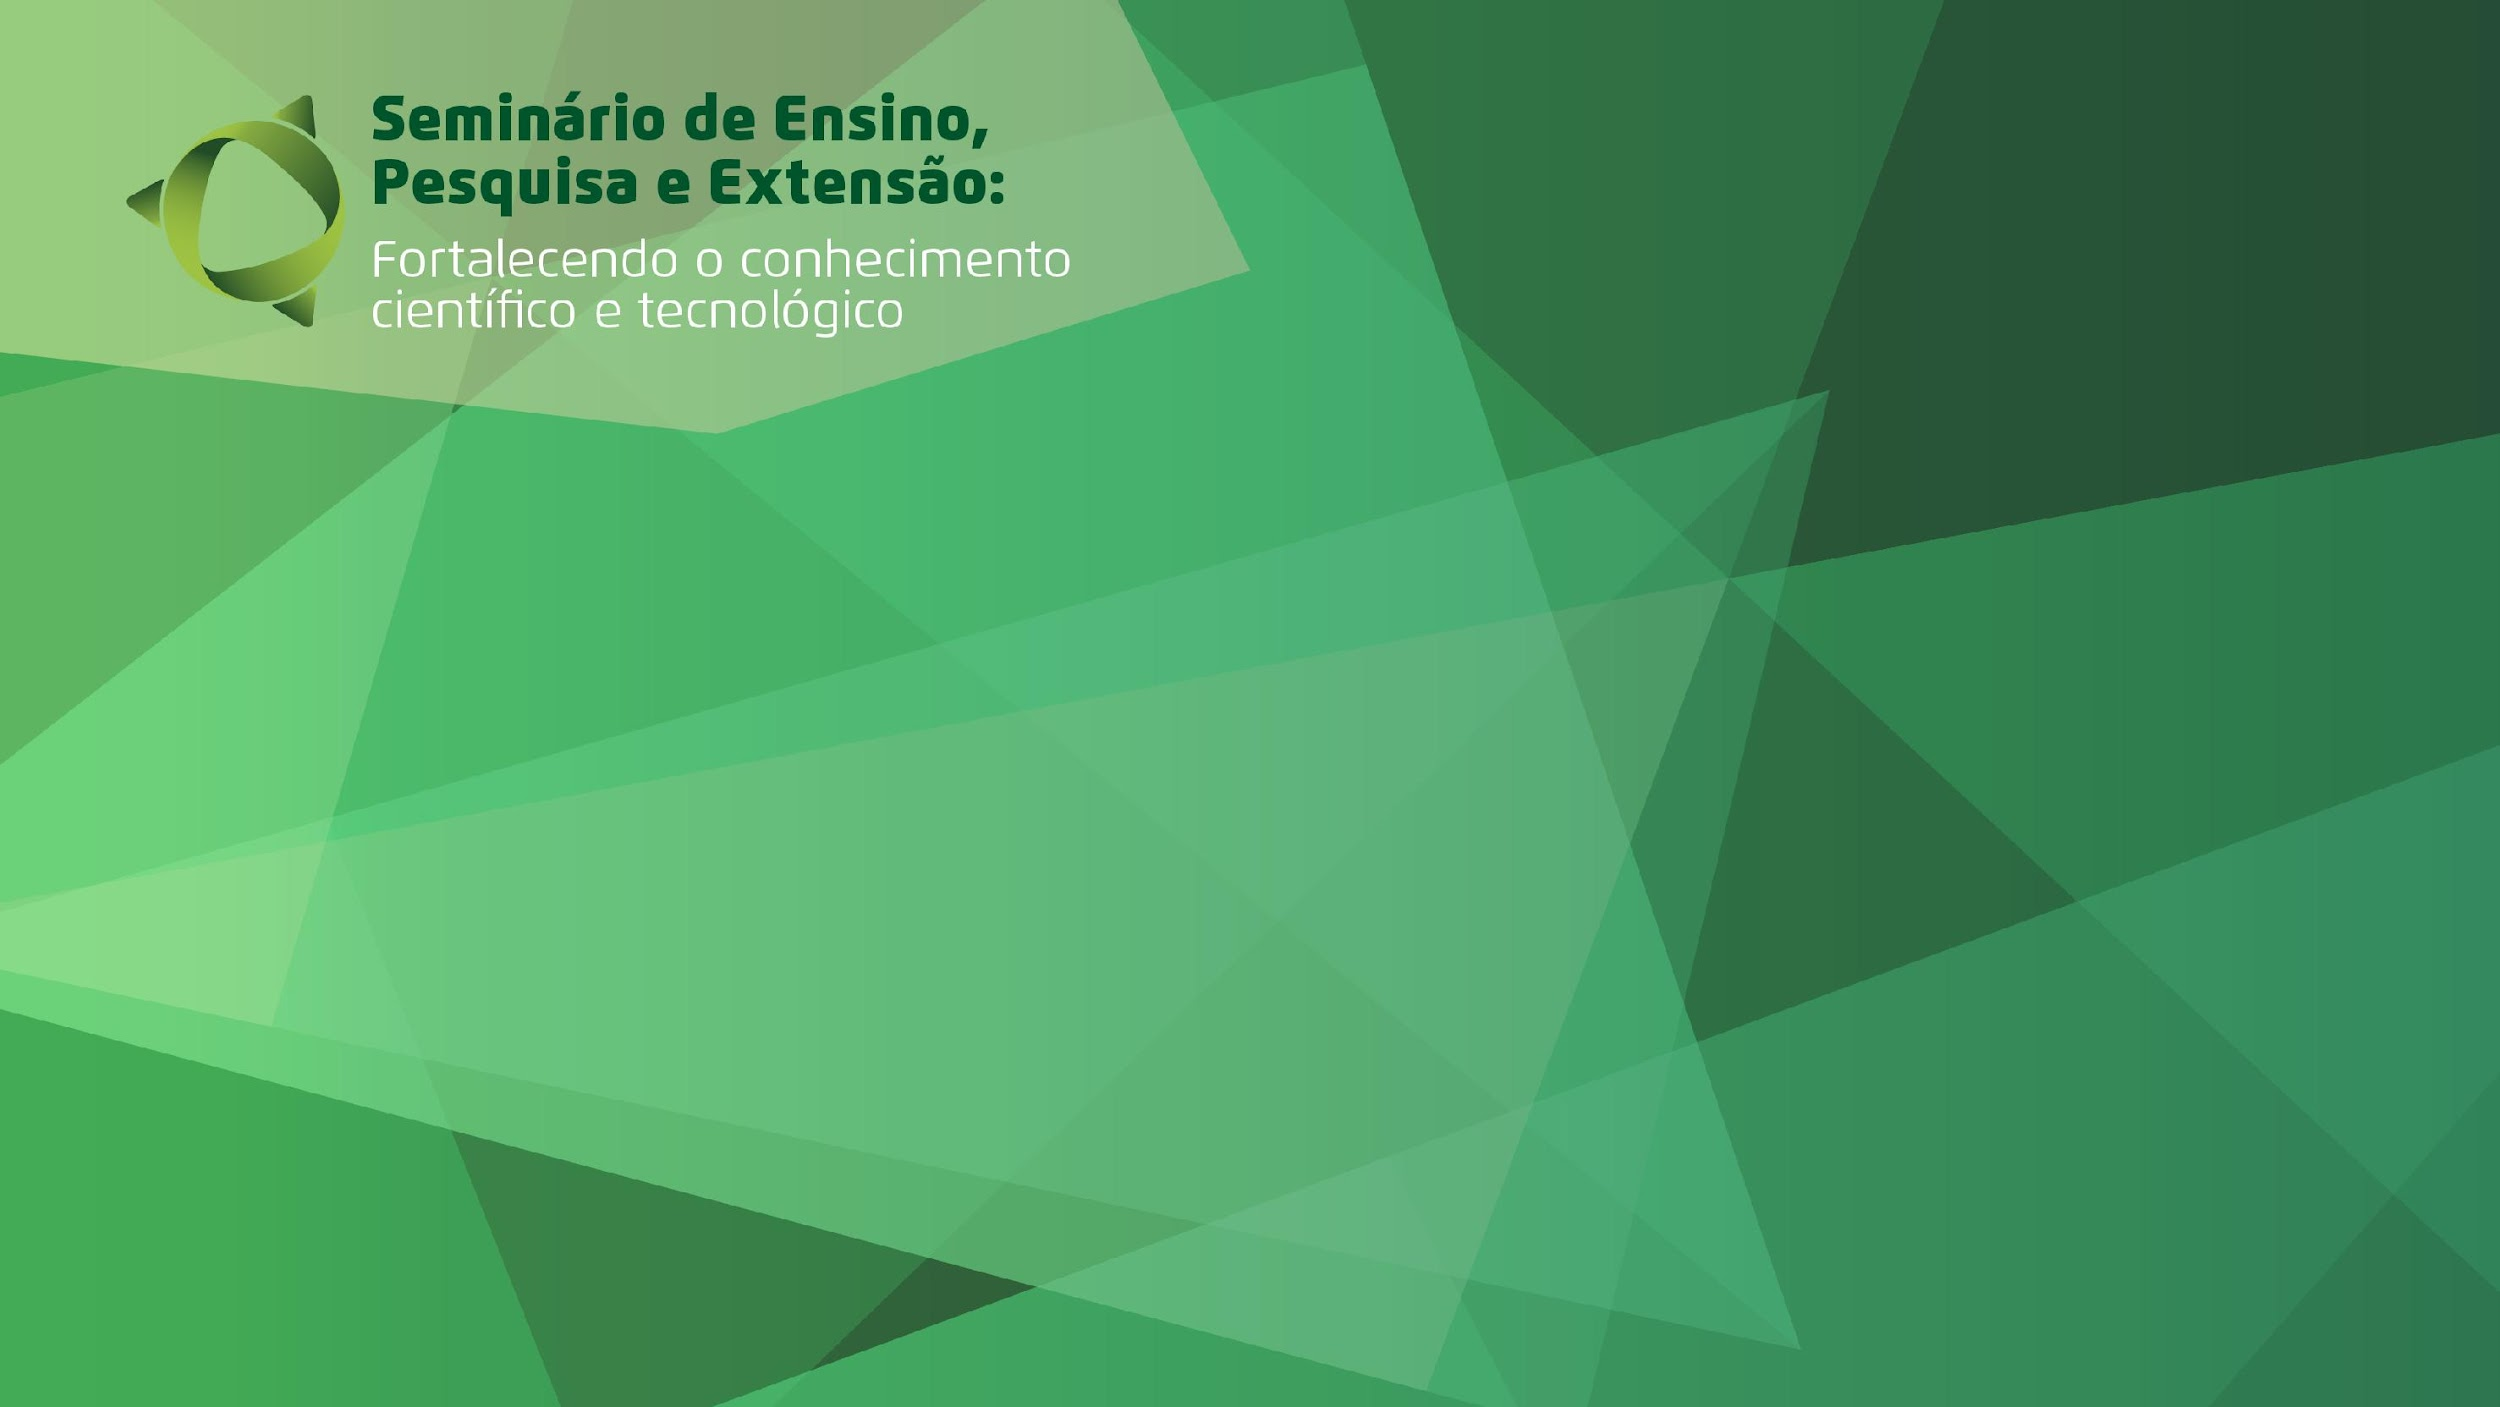 Seminário de Ensino,
Pesquisa e Extensão:
Fortalecendo o conhecimento
científico e tecnológico